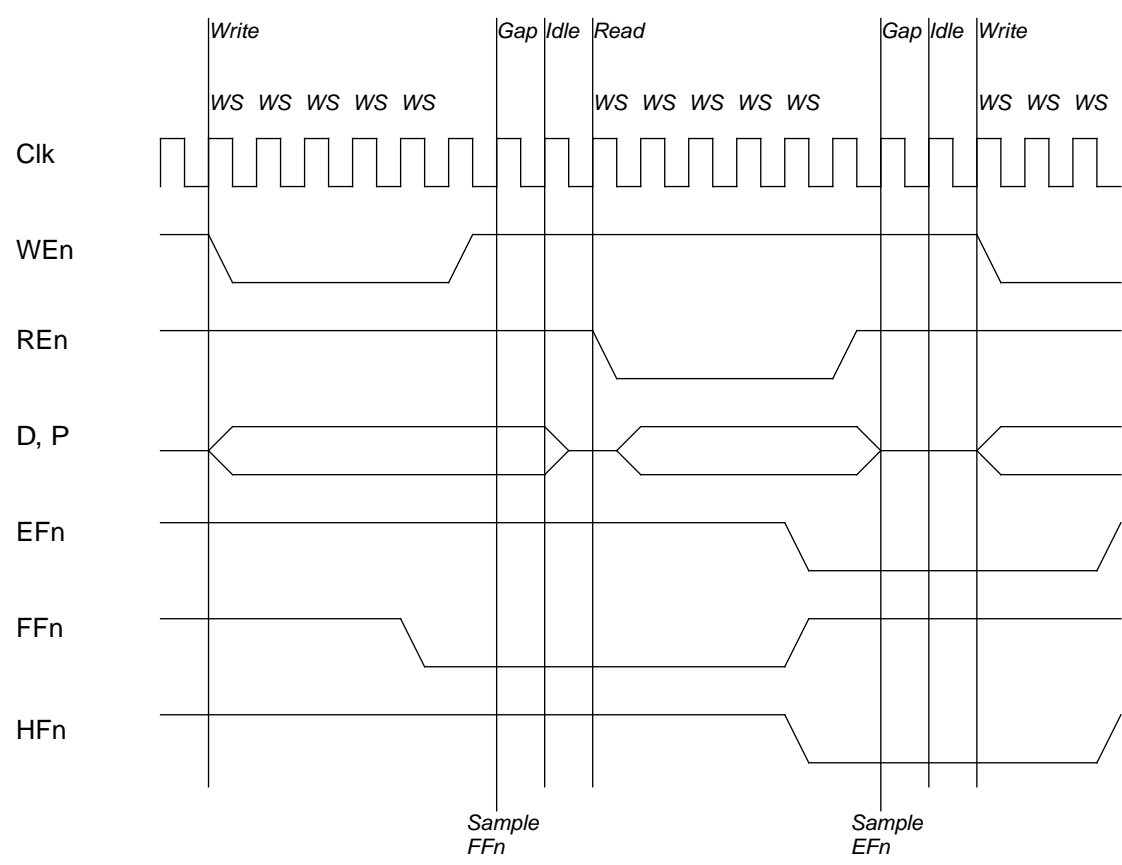 Write Gap Idle Read Gap Idle Write
WS WS WS WS WS WS WS WS WS WS WS WS WS
Clk
WEn
REn
D, P
EFn
FFn
HFn
Sample Sample
FFn EFn